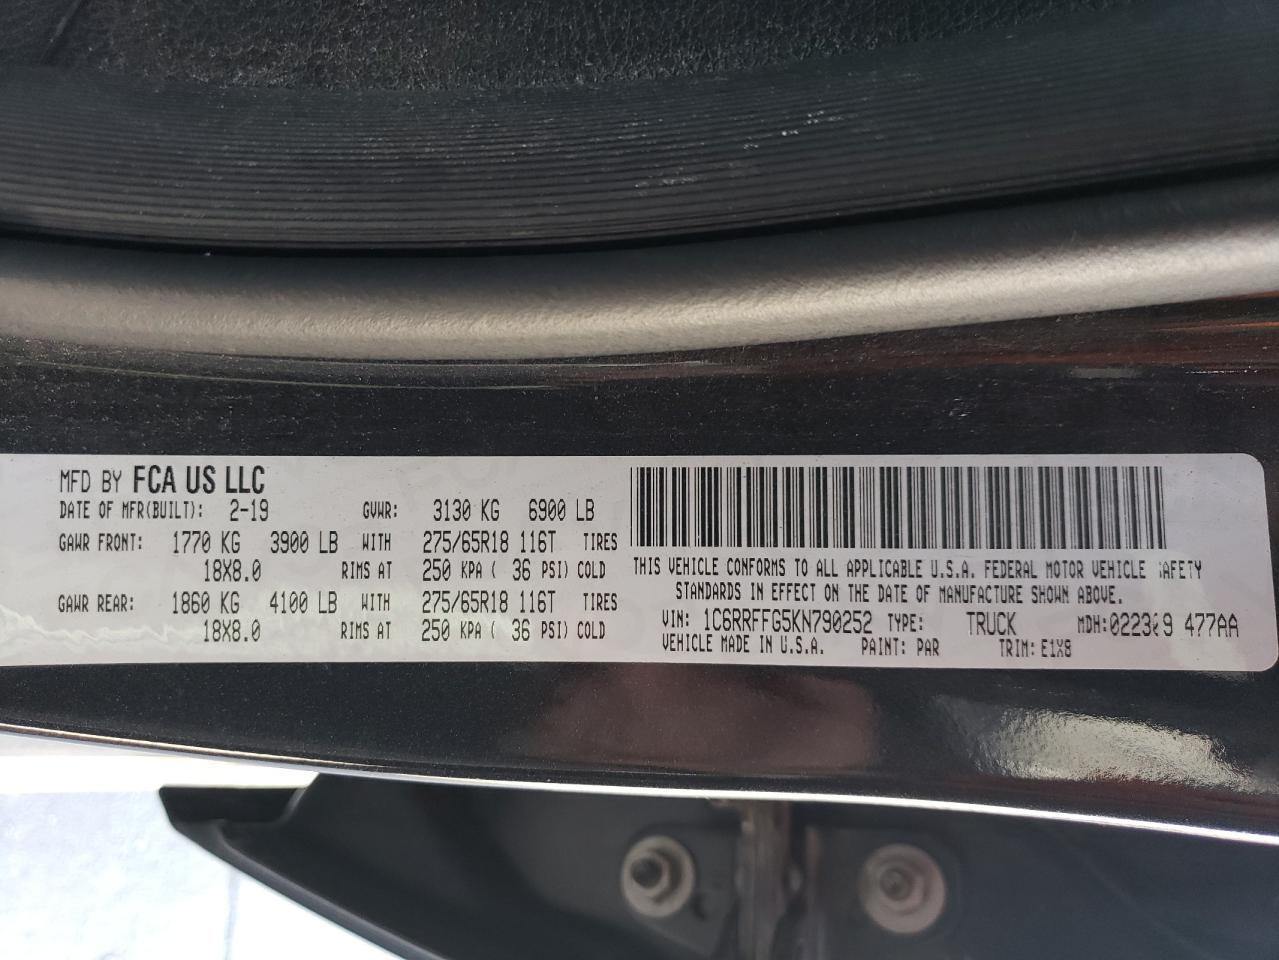 MFD BY FCA US LLC
DATE OF MFR(BUILT): 2-19 GVWR: 3130 KG 6900 LB
GAWR FRONT: 1770 KG 3900 LB WITH 275/65R18 116T TIRES
18X8.0 RIMS AT 250 KPA ( 36 PSI) COLD
GAWR REAR: 1860 KG 4100 LB WITH 275/65R18 116T TIRES
18X8.0 RIMS AT 250 KPA ( 36 PSI) COLD
THIS VEHICLE CONFORMS TO ALL APPLICABLE U.S.A. FEDERAL MOTOR VEHICLE SAFETY
STANDARDS IN EFFECT ON THE DATE OF MANUFACTURE SHOWN ABOVE.
VIN: 1C6RRFFG5KN790252 TYPE: TRUCK MDH: 477AA
VEHICLE MADE IN U.S.A. PAINT: PAR TRIM: E1X8